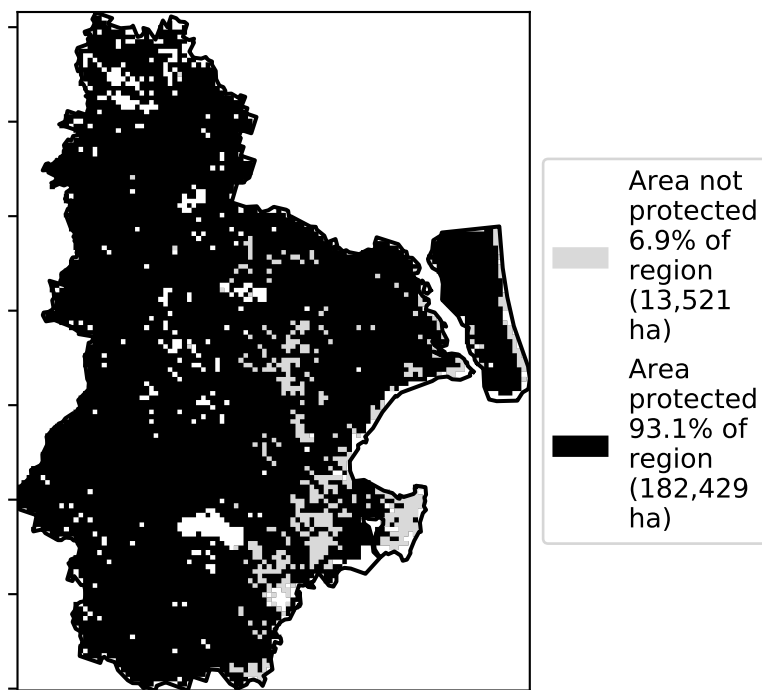 Area not
protected
6.9% of
region
(13,521
ha)
Area
protected
93.1% of
region
(182,429
ha)